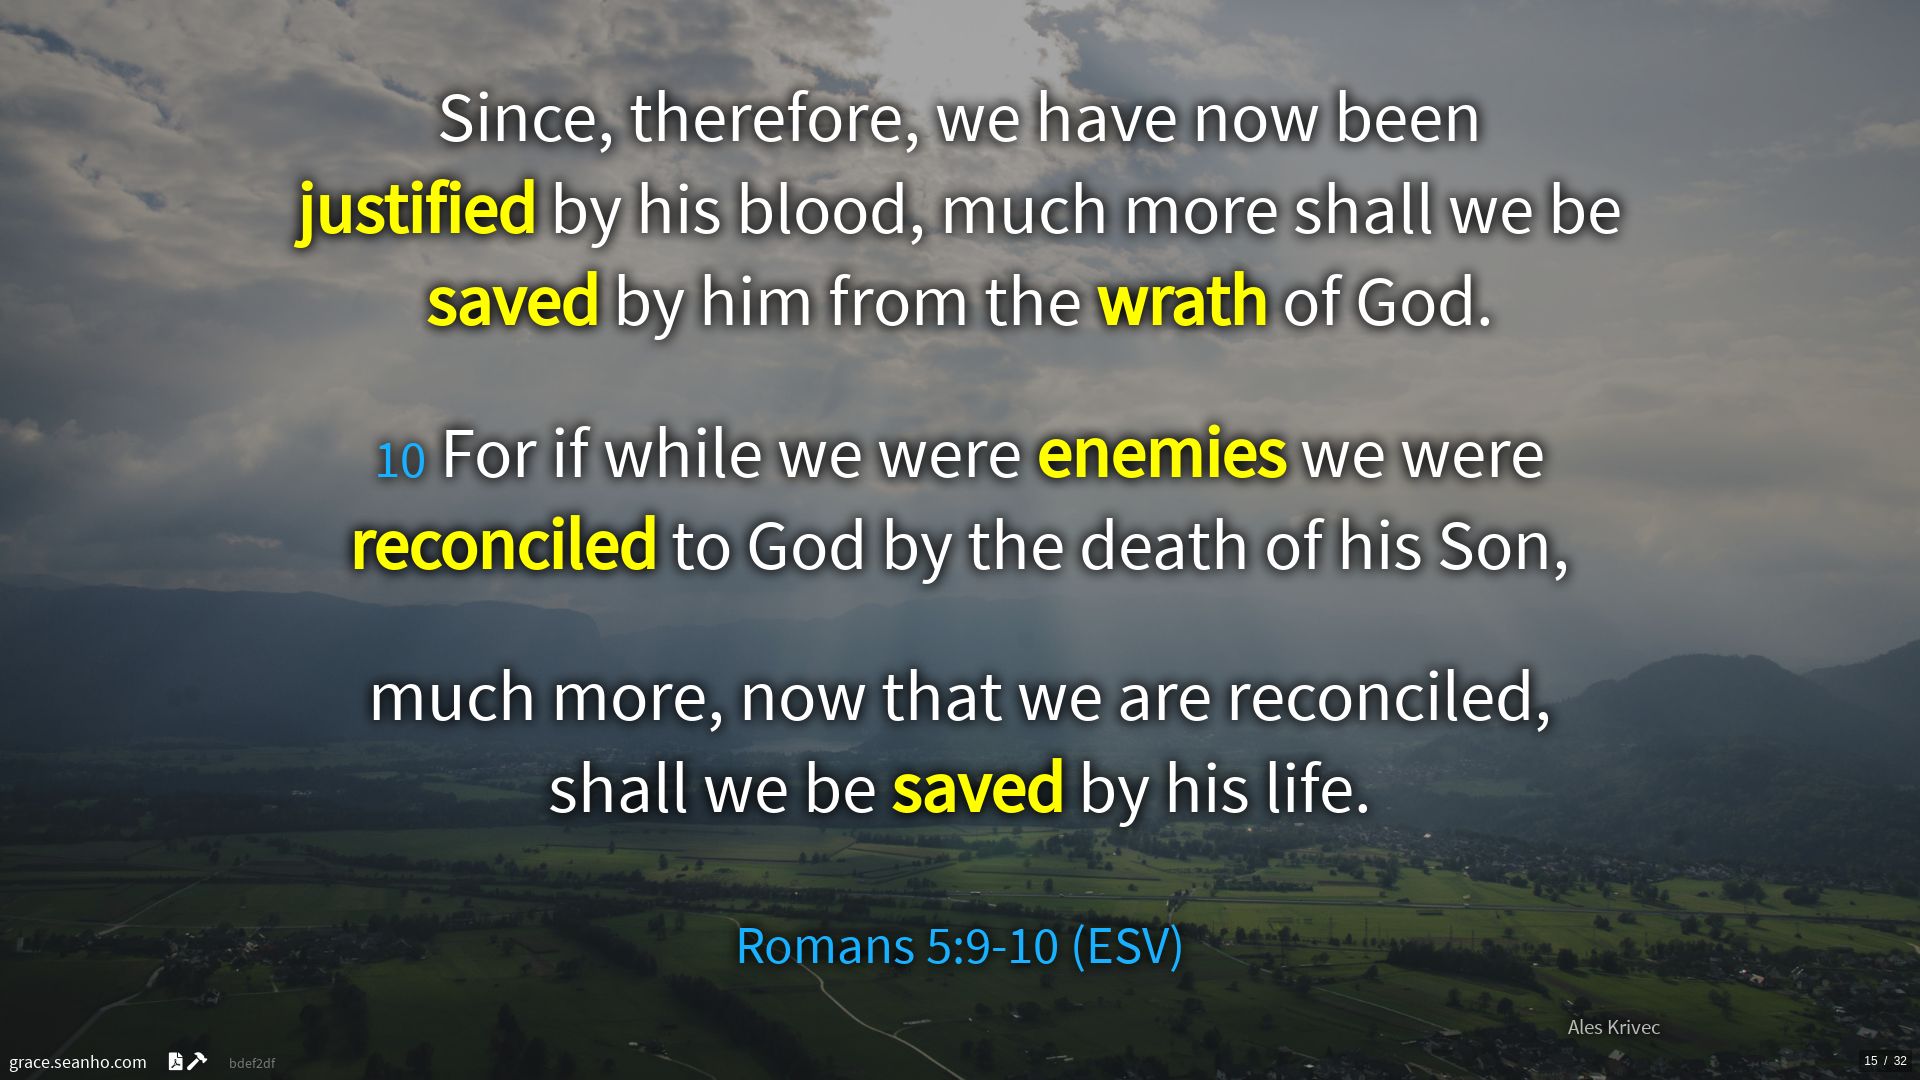 Since, therefore, we have now been
justified by his blood, much more shall we be
saved by him from the wrath of God.
10 For if while we were enemies we were
reconciled to God by the death of his Son,
much more, now that we are reconciled,
shall we be saved by his life.
Romans 5:9-10 (ESV)
Ales Krivec
grace.seanho.com bdef2df
15 / 32